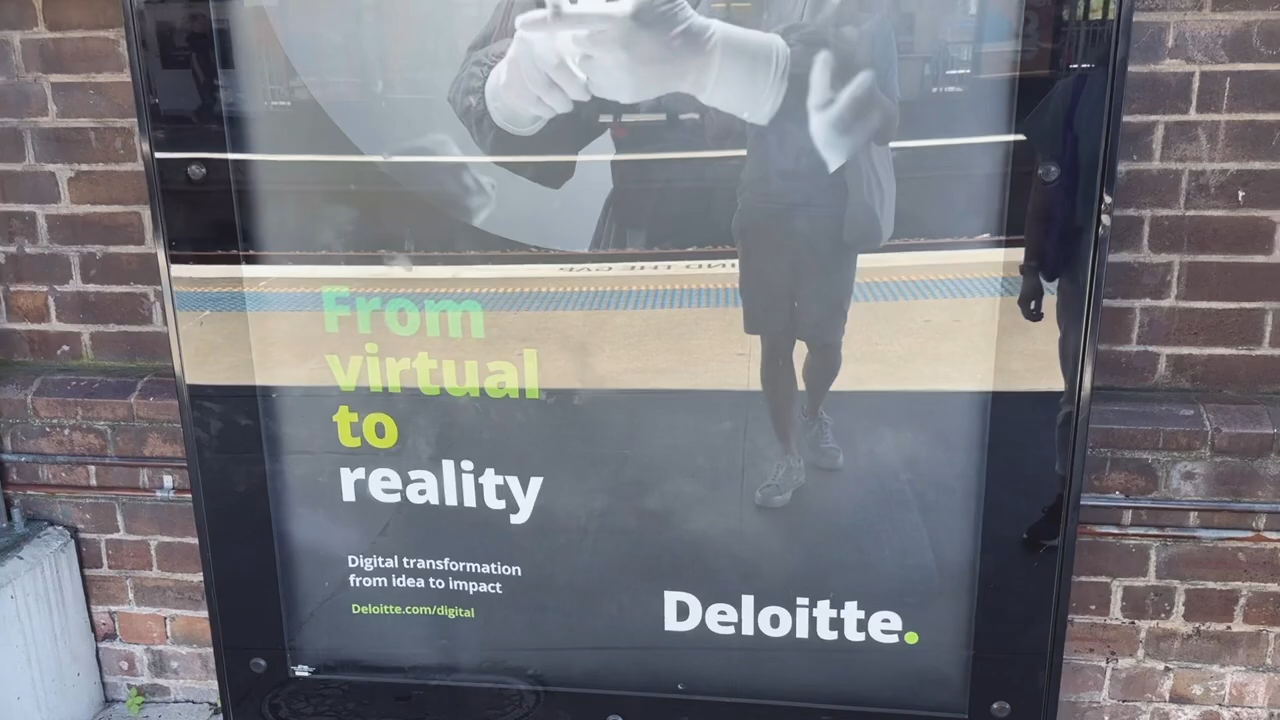 From
virtual
to
reality
Digital transformation
from idea to impact
Deloitte.com/digital
Deloitte.